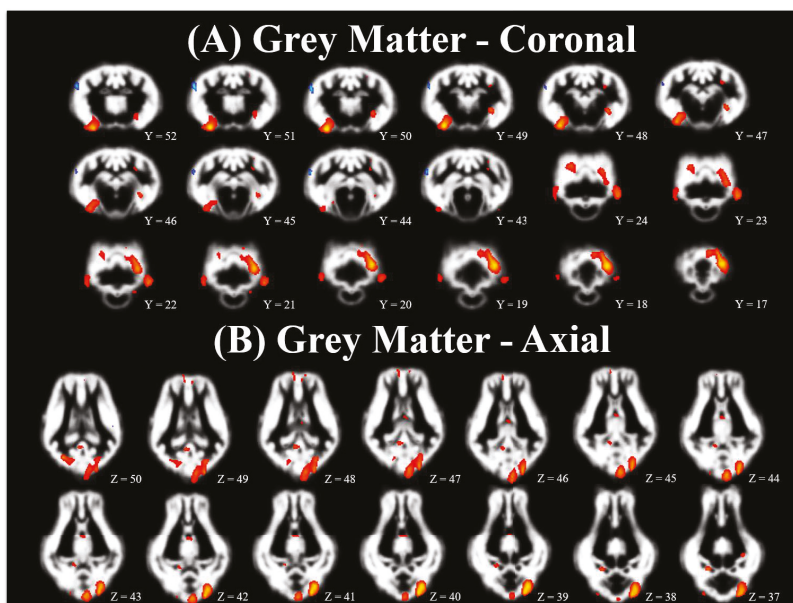 (A) Grey Matter - Coronal
Y = 52 Y = 51 Y = 50 Y = 49 Y = 48 Y = 47
Y = 46 Y = 45 Y = 44 Y = 43 Y = 24 Y = 23
Y = 22 Y = 21 Y = 20 Y = 19 Y = 18 Y = 17
(B) Grey Matter - Axial
Z = 50 Z = 49 Z = 48 Z = 47 Z = 46 Z = 45 Z = 44
Z = 43 Z = 42 Z = 41 Z = 40 Z = 39 Z = 38 Z = 37